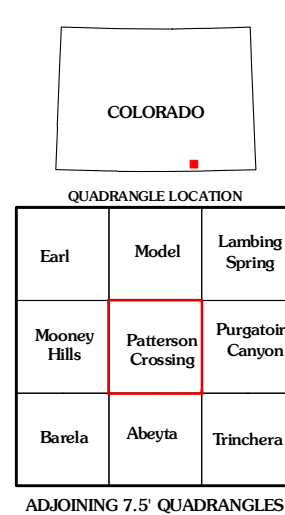 COLORADO
QUADRANGLE LOCATION
Earl
Model
Lambing
Spring
Mooney
Hills
Patterson
Crossing
Purgatoir
Canyon
Barela
Abeyta
Trinchera
ADJOINING 7.5' QUADRANGLES